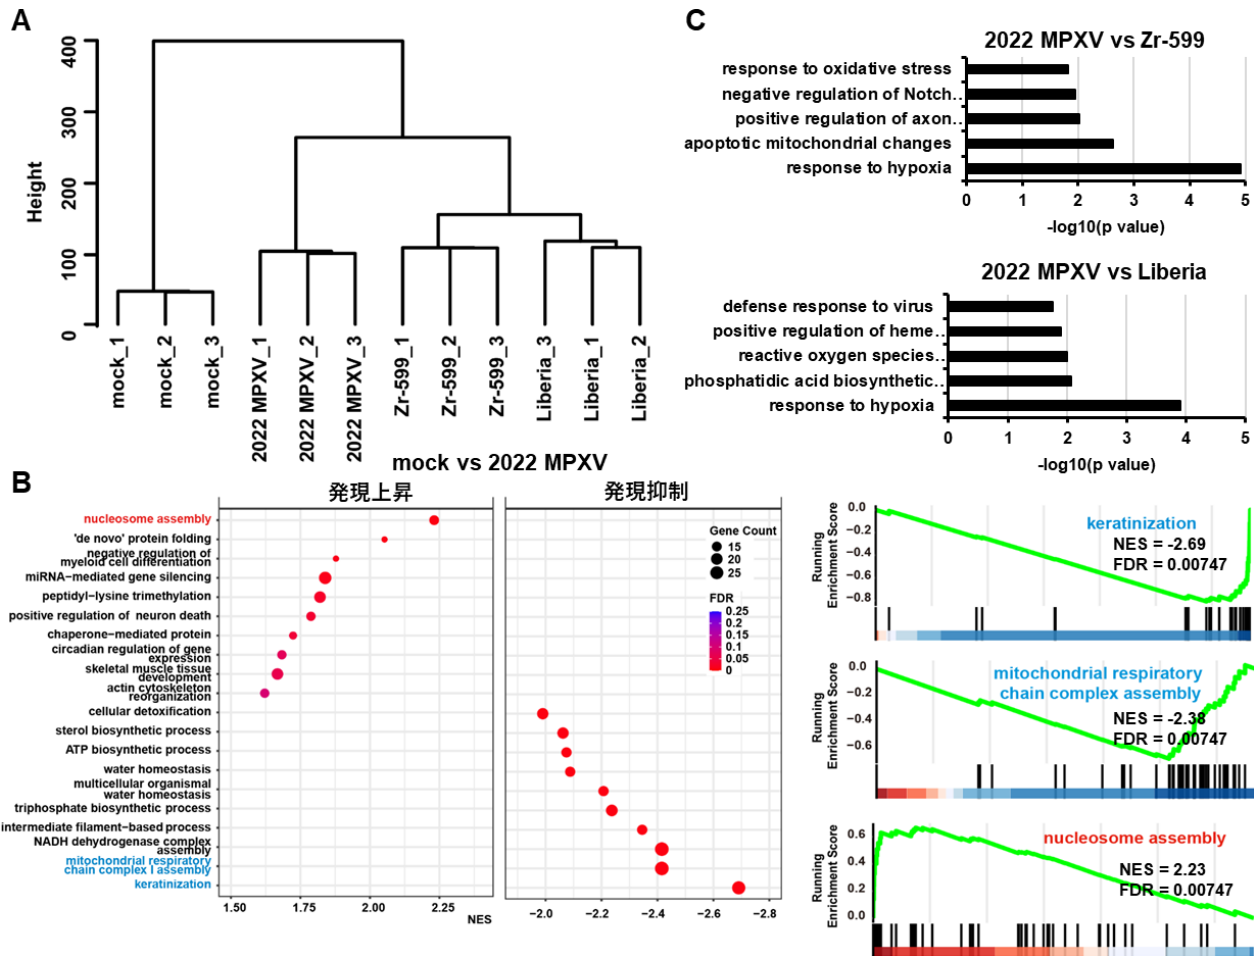 A
400
300
200
100
0
Height
mock_1
mock_2
mock_3
2022 MPXV_1
2022 MPXV_2
2022 MPXV_3
Zr-599_1
Zr-599_2
Zr-599_3
Liberia_3
Liberia_1
Liberia_2
C
2022 MPXV vs Zr-599
response to oxidative stress
negative regulation of Notch..
positive regulation of axon..
apoptotic mitochondrial changes
response to hypoxia
0 1 2 3 4 5
-log10(p value)
2022 MPXV vs Liberia
defense response to virus
positive regulation of heme..
reactive oxygen species..
phosphatidic acid biosynthetic..
response to hypoxia
0 1 2 3 4 5
-log10(p value)
B
mock vs 2022 MPXV
発現上昇 発現抑制
nucleosome assembly
'de novo' protein folding
negative regulation of
myeloid cell differentiation
miRNA−mediated gene silencing
peptidyl−lysine trimethylation
positive regulation of neuron death
chaperone−mediated protein
circadian regulation of gene
expression
skeletal muscle tissue
development
actin cytoskeleton
reorganization
cellular detoxification
sterol biosynthetic process
ATP biosynthetic process
water homeostasis
multicellular organismal
water homeostasis
triphosphate biosynthetic process
intermediate filament−based process
NADH dehydrogenase complex
assembly
mitochondrial respiratory
chain complex I assembly
keratinization
1.50 1.75 2.00 2.25
NES
−2.0 −2.2 −2.4 −2.6 −2.8
Gene Count
15
20
25
FDR
0.25
0.2
0.15
0.1
0.05
0
Running
Enrichment Score
0.0
−0.2
−0.4
−0.6
−0.8
keratinization
NES = -2.69
FDR = 0.00747
Running
Enrichment Score
0.0
−0.2
−0.4
−0.6
mitochondrial respiratory
chain complex assembly
NES = -2.38
FDR = 0.00747
Running
Enrichment Score
0.6
0.4
0.2
0.0
nucleosome assembly
NES = 2.23
FDR = 0.00747